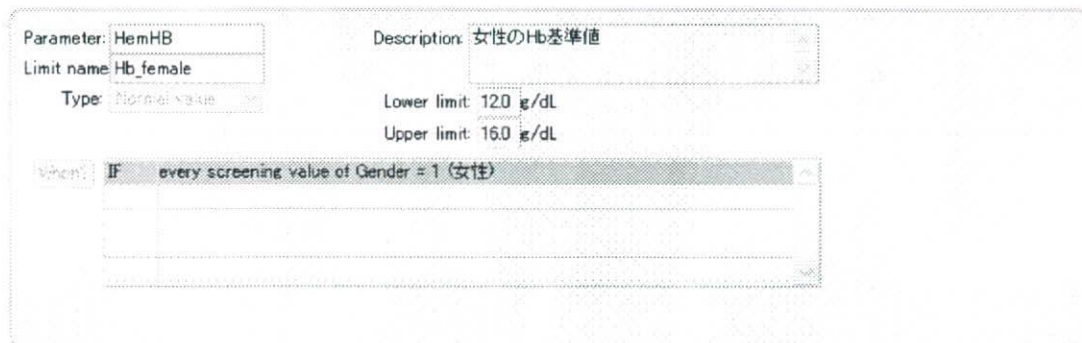 Parameter: HemHB
Description: 女性のHb基準値
Limit name Hb_female
Type: Normal value
Lower limit: 12.0 g/dL
Upper limit: 16.0 g/dL
When: IF every screening value of Gender = 1 (女性)